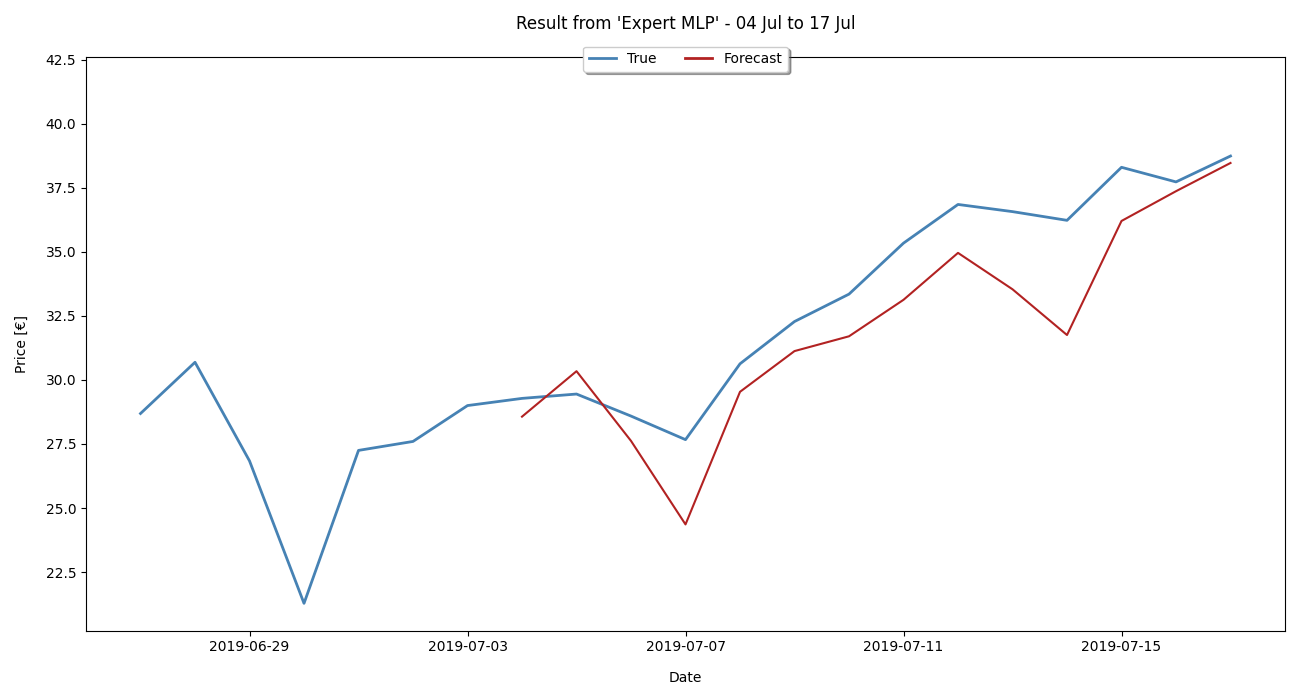 Result from 'Expert MLP' - 04 Jul to 17 Jul
True Forecast
42.5
40.0
37.5
35.0
32.5
30.0
27.5
25.0
22.5
Price [€]
2019-06-29 2019-07-03 2019-07-07 2019-07-11 2019-07-15
Date